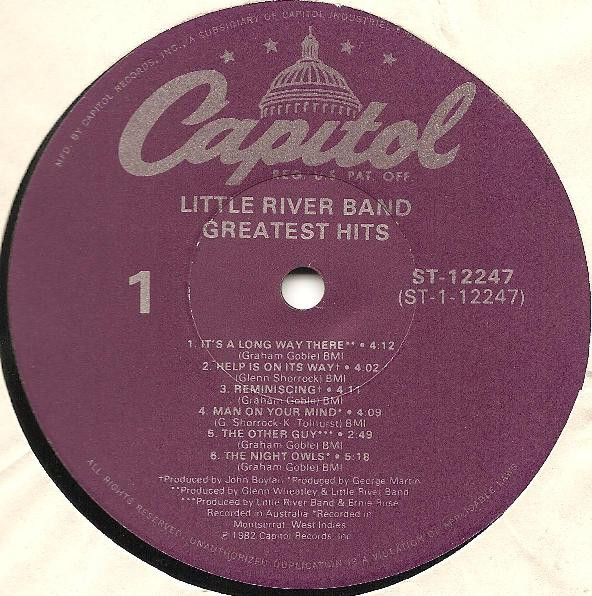 MFD. BY CAPITOL RECORDS, INC., A SUBSIDIARY OF CAPITOL INDUSTRIES
Capitol
REG. U.S. PAT. OFF.
LITTLE RIVER BAND
GREATEST HITS
1
ST-12247
(ST-1-12247)
1. IT'S A LONG WAY THERE** • 4:12
(Graham Goble) BMI
2. HELP IS ON ITS WAY† • 4:02
(Glenn Shorrock) BMI
3. REMINISCING† • 4:11
(Graham Goble) BMI
4. MAN ON YOUR MIND* • 4:09
(G. Shorrock-K. Tolhurst) BMI
5. THE OTHER GUY*** • 2:49
(Graham Goble) BMI
6. THE NIGHT OWLS* • 5:18
(Graham Goble) BMI
†Produced by John Boylan *Produced by George Martin
**Produced by Glenn Wheatley & Little River Band
***Produced by Little River Band & Ernie Rose
Recorded in Australia *Recorded in
Montserrat, West Indies
℗ 1982 Capitol Records, Inc.
ALL RIGHTS RESERVED. UNAUTHORIZED DUPLICATION IS A VIOLATION OF APPLICABLE LAWS